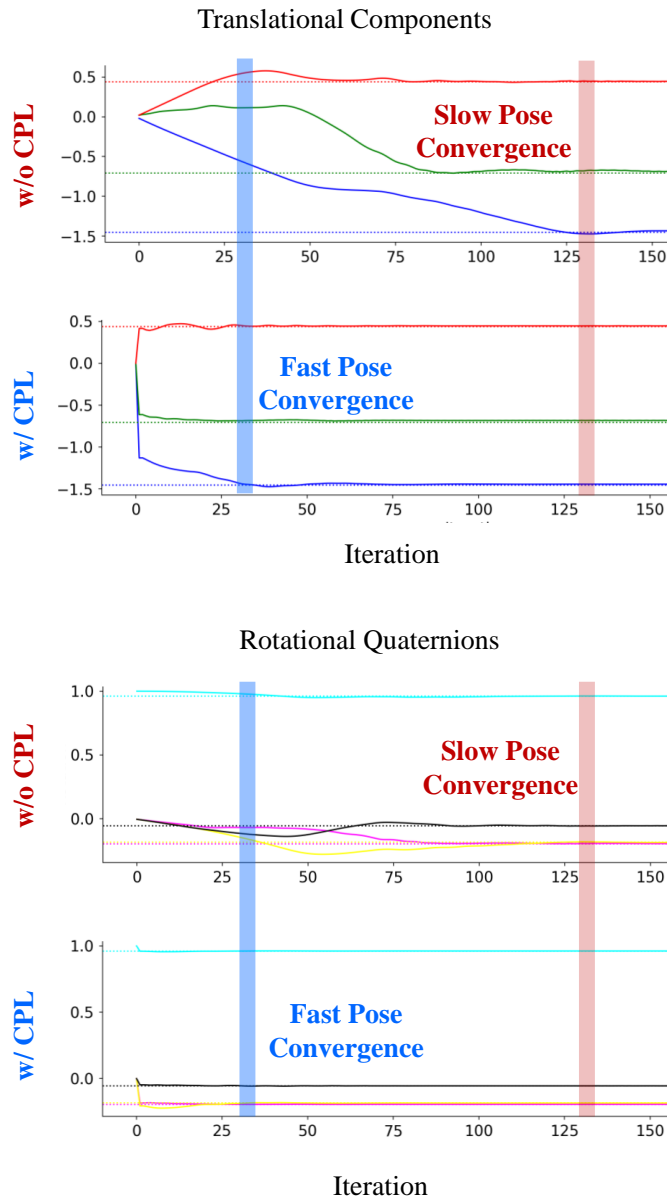 Translational Components
w/o CPL
0.5
0.0
−0.5
−1.0
−1.5
Slow Pose
Convergence
0 25 50 75 100 125 150
w/ CPL
0.5
0.0
−0.5
−1.0
−1.5
Fast Pose
Convergence
0 25 50 75 100 125 150
Iteration
Rotational Quaternions
w/o CPL
1.0
0.5
0.0
Slow Pose
Convergence
0 25 50 75 100 125 150
w/ CPL
1.0
0.5
0.0
Fast Pose
Convergence
0 25 50 75 100 125 150
Iteration